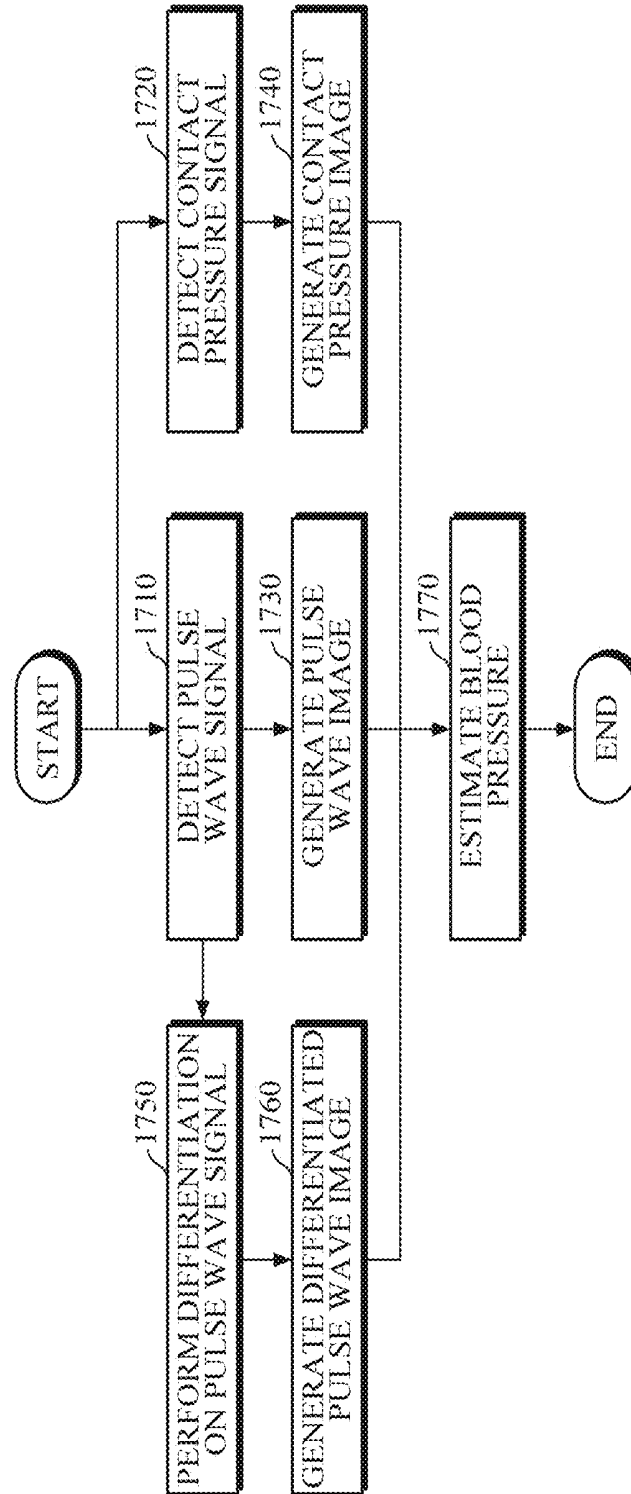 START
1710
DETECT PULSE
WAVE SIGNAL
1720
DETECT CONTACT
PRESSURE SIGNAL
1750
PERFORM DIFFERENTIATION
ON PULSE WAVE SIGNAL
1730
GENERATE PULSE
WAVE IMAGE
1740
GENERATE CONTACT
PRESSURE IMAGE
1760
GENERATE DIFFERENTIATED
PULSE WAVE IMAGE
1770
ESTIMATE BLOOD
PRESSURE
END